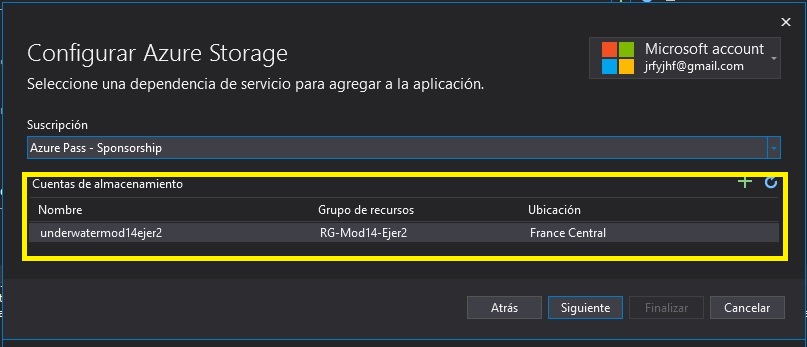 Configurar Azure Storage
Microsoft account
jrfyjhf@gmail.com
Seleccione una dependencia de servicio para agregar a la aplicación.
Suscripción
Azure Pass - Sponsorship
Cuentas de almacenamiento
Nombre Grupo de recursos Ubicación
underwatermod14ejer2 RG-Mod14-Ejer2 France Central
Atrás Siguiente Finalizar Cancelar